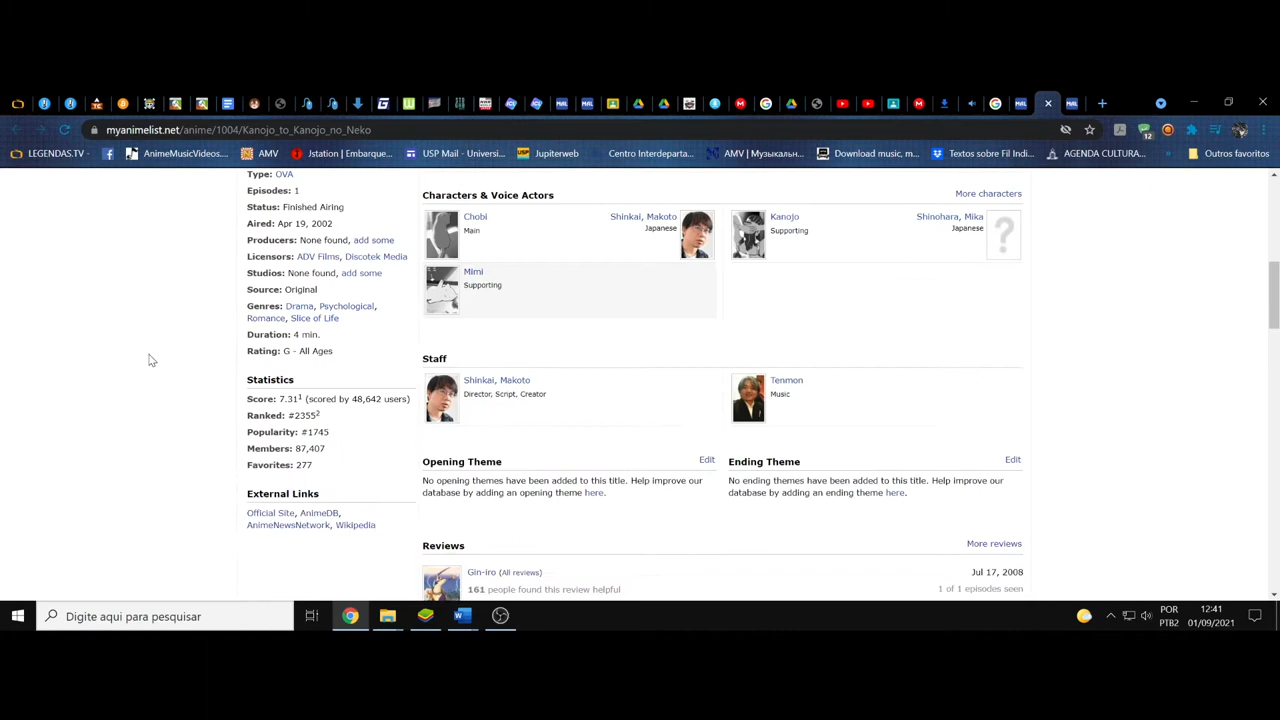 myanimelist.net/anime/1004/Kanojo_to_Kanojo_no_Neko
LEGENDAS.TV -
AnimeMusicVideos...
AMV
Jstation | Embarque...
USP Mail - Universi...
Jupiterweb
Centro Interdeparta...
AMV | Музыкальн...
Download music, m...
Textos sobre Fil Indi...
AGENDA CULTURA...
Outros favoritos
Type: OVA
Episodes: 1
Status: Finished Airing
Aired: Apr 19, 2002
Producers: None found, add some
Licensors: ADV Films, Discotek Media
Studios: None found, add some
Source: Original
Genres: Drama, Psychological,
Romance, Slice of Life
Duration: 4 min.
Rating: G - All Ages
Statistics
Score: 7.31¹ (scored by 48,642 users)
Ranked: #2355²
Popularity: #1745
Members: 87,407
Favorites: 277
External Links
Official Site, AnimeDB,
AnimeNewsNetwork, Wikipedia
Characters & Voice Actors
More characters
Chobi
Main
Shinkai, Makoto
Japanese
Kanojo
Supporting
Shinohara, Mika
Japanese
Mimi
Supporting
Staff
Shinkai, Makoto
Director, Script, Creator
Tenmon
Music
Opening Theme
Edit
No opening themes have been added to this title. Help improve our
database by adding an opening theme here.
Ending Theme
Edit
No ending themes have been added to this title. Help improve our
database by adding an ending theme here.
Reviews
More reviews
Gin-iro (All reviews)
Jul 17, 2008
161 people found this review helpful
1 of 1 episodes seen
Digite aqui para pesquisar
POR
PTB2
12:41
01/09/2021